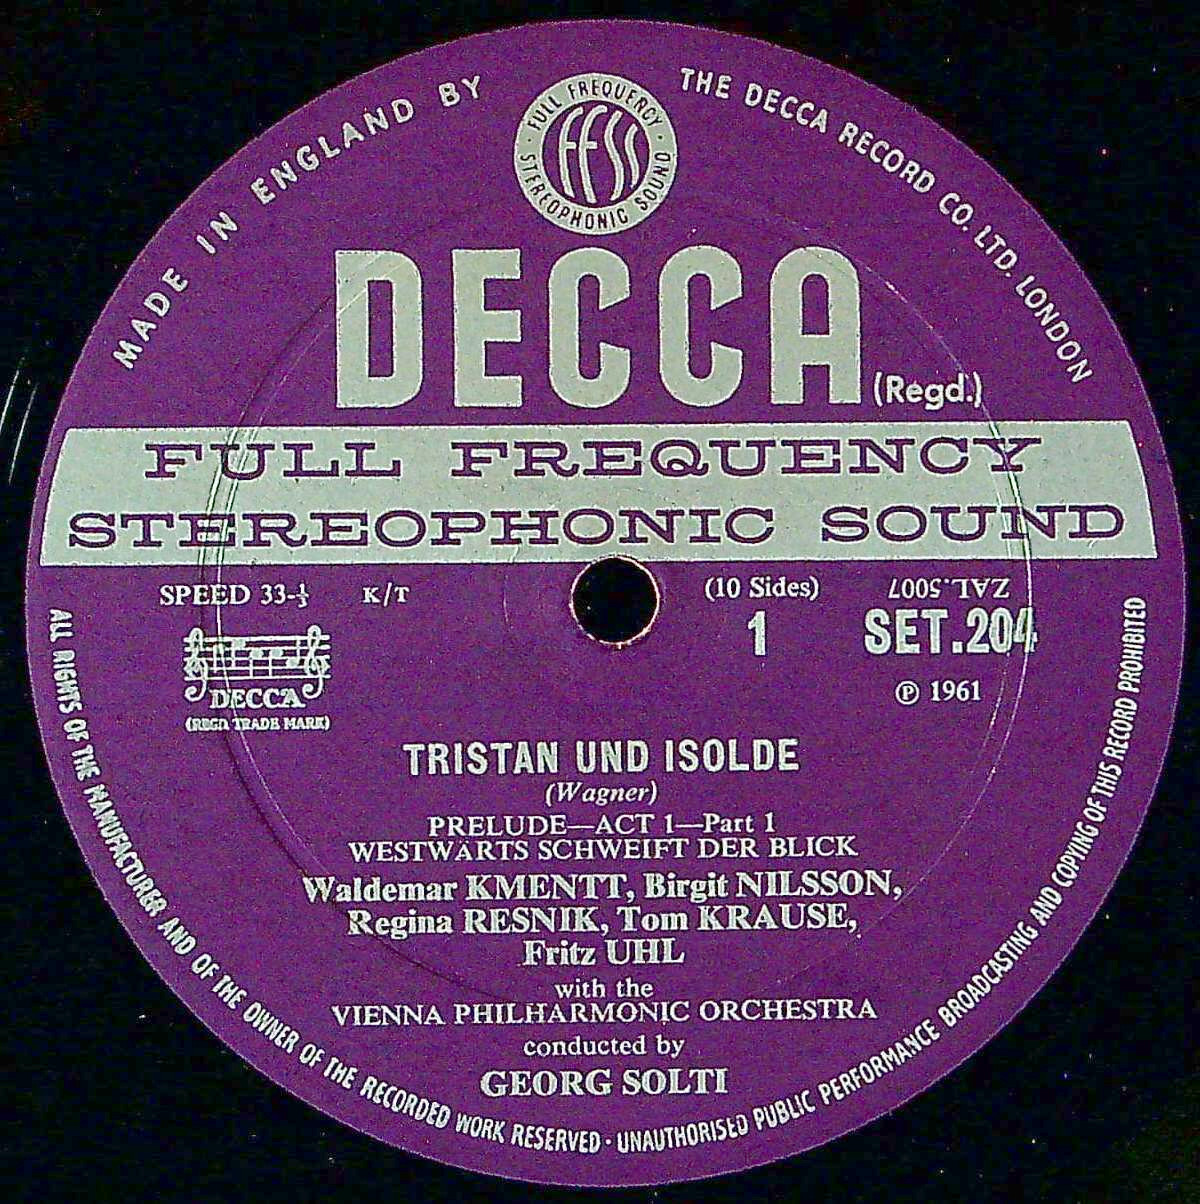 MADE IN ENGLAND BY
THE DECCA RECORD CO. LTD. LONDON
· FULL FREQUENCY ·
STEREOPHONIC SOUND
FFSS
DECCA (Regd.)
FULL FREQUENCY
STEREOPHONIC SOUND
SPEED 33-⅓ K/T
(10 Sides)
1
ZAL.5007
SET.204
℗ 1961
DECCA
(REGD. TRADE MARK)
TRISTAN UND ISOLDE
(Wagner)
PRELUDE—ACT 1—Part 1
WESTWÄRTS SCHWEIFT DER BLICK
Waldemar KMENTT, Birgit NILSSON,
Regina RESNIK, Tom KRAUSE,
Fritz UHL
with the
VIENNA PHILHARMONIC ORCHESTRA
conducted by
GEORG SOLTI
ALL RIGHTS OF THE MANUFACTURER AND OF THE OWNER OF THE RECORDED WORK RESERVED · UNAUTHORISED PUBLIC PERFORMANCE BROADCASTING AND COPYING OF THIS RECORD PROHIBITED